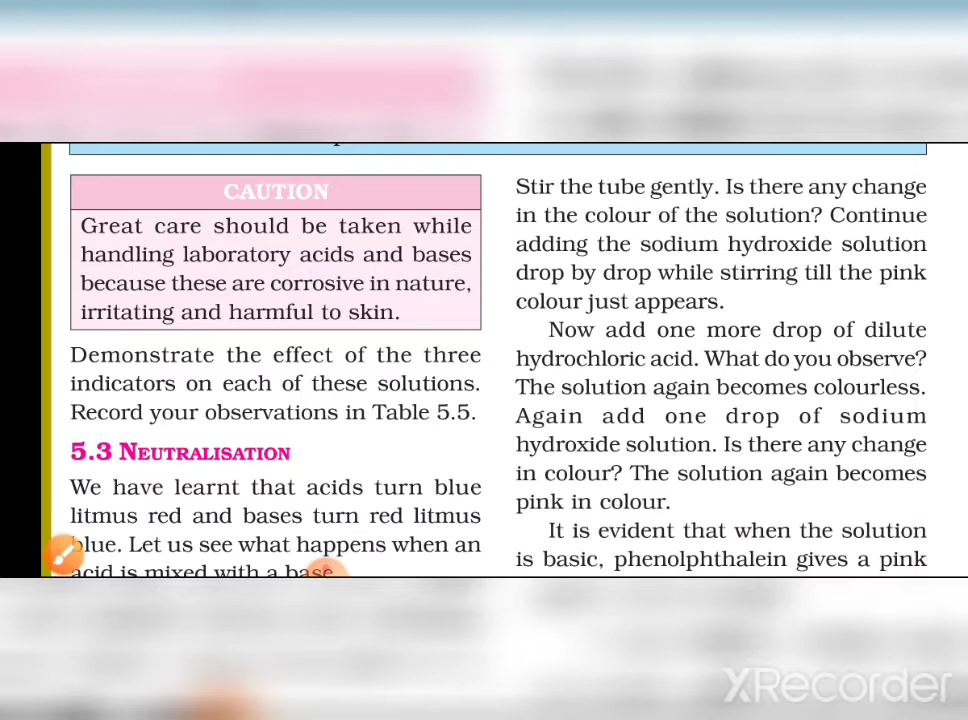 CAUTION
Great care should be taken while
handling laboratory acids and bases
because these are corrosive in nature,
irritating and harmful to skin.
Demonstrate the effect of the three
indicators on each of these solutions.
Record your observations in Table 5.5.
5.3 NEUTRALISATION
We have learnt that acids turn blue
litmus red and bases turn red litmus
blue. Let us see what happens when an
acid is mixed with a base.
Stir the tube gently. Is there any change
in the colour of the solution? Continue
adding the sodium hydroxide solution
drop by drop while stirring till the pink
colour just appears.
Now add one more drop of dilute
hydrochloric acid. What do you observe?
The solution again becomes colourless.
Again add one drop of sodium
hydroxide solution. Is there any change
in colour? The solution again becomes
pink in colour.
It is evident that when the solution
is basic, phenolphthalein gives a pink
XRecorder